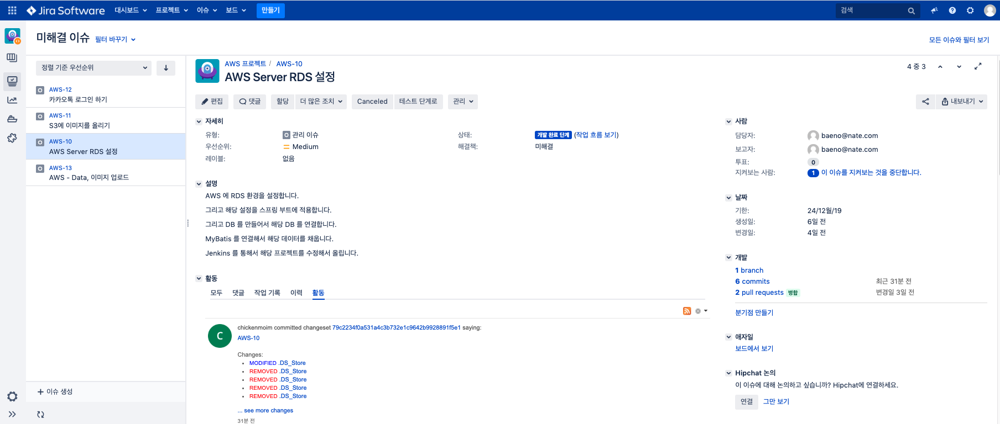 Jira Software 대시보드 프로젝트 이슈 보드 만들기 검색
미해결 이슈 필터 바꾸기 모든 이슈와 필터 보기
정렬 기준 우선순위
AWS-12
카카오톡 로그인 하기
AWS-11
S3에 이미지를 올리기
AWS-10
AWS Server RDS 설정
AWS-13
AWS - Data, 이미지 업로드
+ 이슈 생성
AWS 프로젝트 / AWS-10
AWS Server RDS 설정
4 중 3
편집 댓글 할당 더 많은 조치 Canceled 테스트 단계로 관리 내보내기
자세히
유형: 관리 이슈 상태: 개발 완료 단계 (작업 흐름 보기)
우선순위: Medium 해결책: 미해결
레이블: 없음
설명
AWS 에 RDS 환경을 설정합니다.
그리고 해당 설정을 스프링 부트에 적용합니다.
그리고 DB 를 만들어서 해당 DB 를 연결합니다.
MyBatis 를 연결해서 해당 데이터를 채웁니다.
Jenkins 를 통해서 해당 프로젝트를 수정해서 올립니다.
활동
모두 댓글 작업 기록 이력 활동
C
chickenmoim committed changeset 79c2234f0a531a4c3b732e1c9642b9928891f5e1 saying:
AWS-10
Changes:
• MODIFIED .DS_Store
• REMOVED .DS_Store
• REMOVED .DS_Store
• REMOVED .DS_Store
• REMOVED .DS_Store
... see more changes
31분 전
사람
담당자: baeno@nate.com
보고자: baeno@nate.com
투표: 0
지켜보는 사람: 1 이 이슈를 지켜보는 것을 중단합니다.
날짜
기한: 24/12월/19
생성일: 6일 전
변경일: 4일 전
개발
1 branch
6 commits 최근 31분 전
2 pull requests 병합 변경일 3일 전
분기점 만들기
애자일
보드에서 보기
Hipchat 논의
이 이슈에 대해 논의하고 싶습니까? Hipchat에 연결하세요.
연결 그만 보기